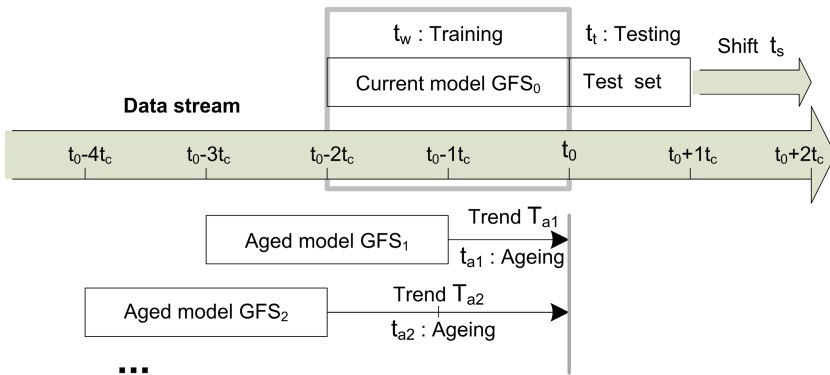 t_w : Training
t_t : Testing
Shift t_s
Current model GFS_0
Test set
Data stream
t_0-4t_c t_0-3t_c t_0-2t_c t_0-1t_c t_0 t_0+1t_c t_0+2t_c
Aged model GFS_1
Trend T_a1
t_a1 : Ageing
Aged model GFS_2
Trend T_a2
t_a2 : Ageing
...